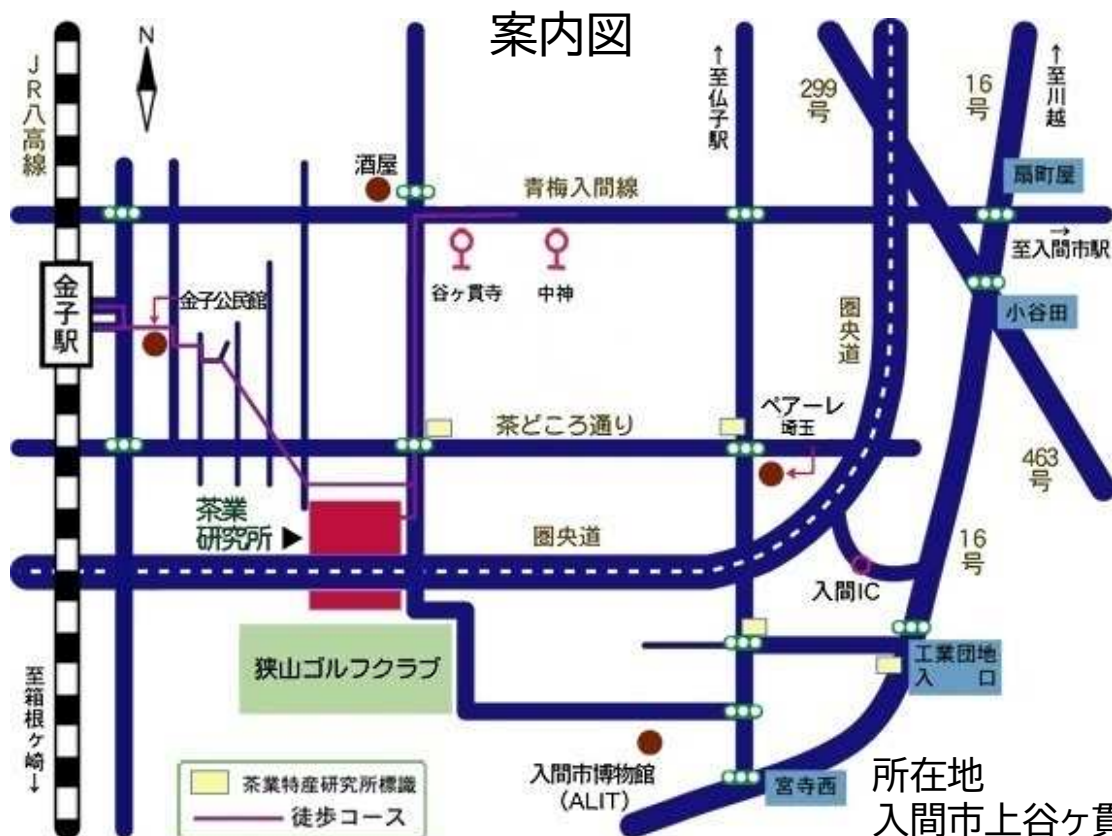 案内図
N
JR八高線
↑至仏子駅
299号
16号
↑至川越
酒屋
青梅入間線
扇町屋
→
至入間市駅
金子駅
金子公民館
谷ヶ貫寺
中神
圏央道
小谷田
茶どころ通り
ペアーレ
埼玉
463号
茶業
研究所▶
圏央道
16号
入間IC
狭山ゴルフクラブ
工業団地
入口
至箱根ヶ崎↓
入間市博物館
(ALIT)
宮寺西
茶業特産研究所標識
徒歩コース
所在地
入間市上谷ヶ貫